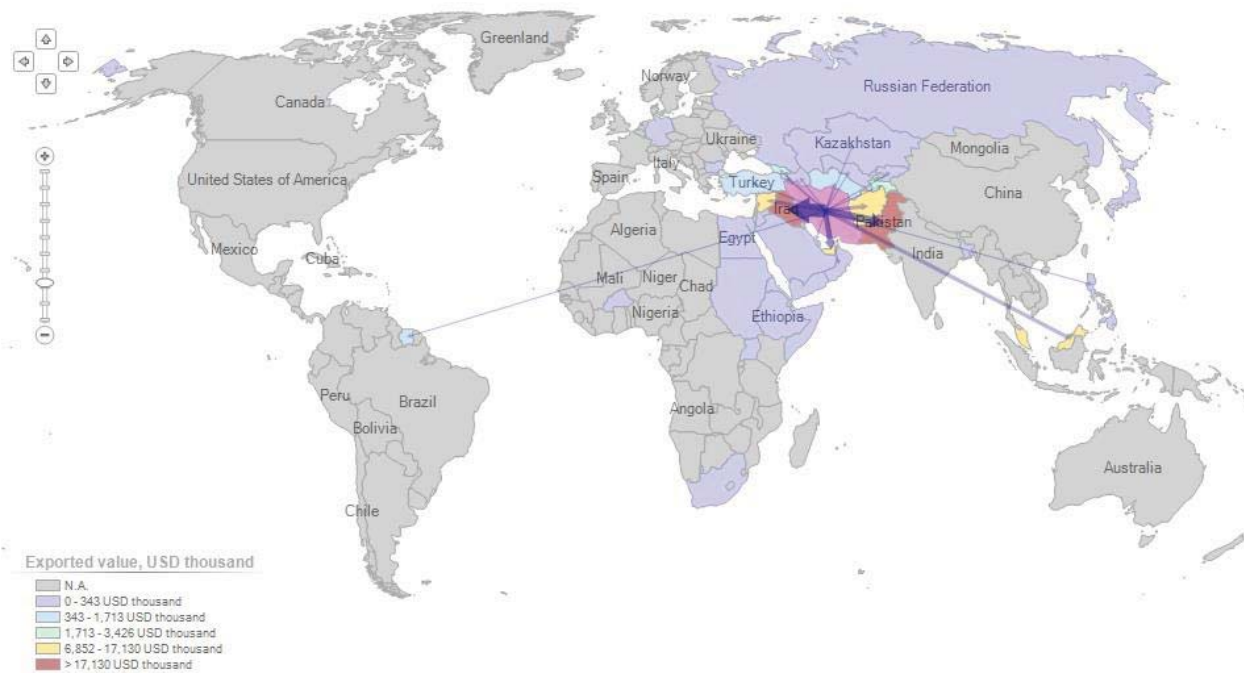 Greenland
Norway
Russian Federation
Canada
Ukraine
Kazakhstan
Mongolia
Italy
United States of America
Spain
Turkey
China
Iraq
Pakistan
Algeria
Egypt
Mexico
India
Cuba
Mali
Niger
Chad
Nigeria
Ethiopia
Peru
Brazil
Angola
Bolivia
Australia
Chile
Exported value, USD thousand
N.A.
0 - 343 USD thousand
343 - 1,713 USD thousand
1,713 - 3,426 USD thousand
6,852 - 17,130 USD thousand
> 17,130 USD thousand